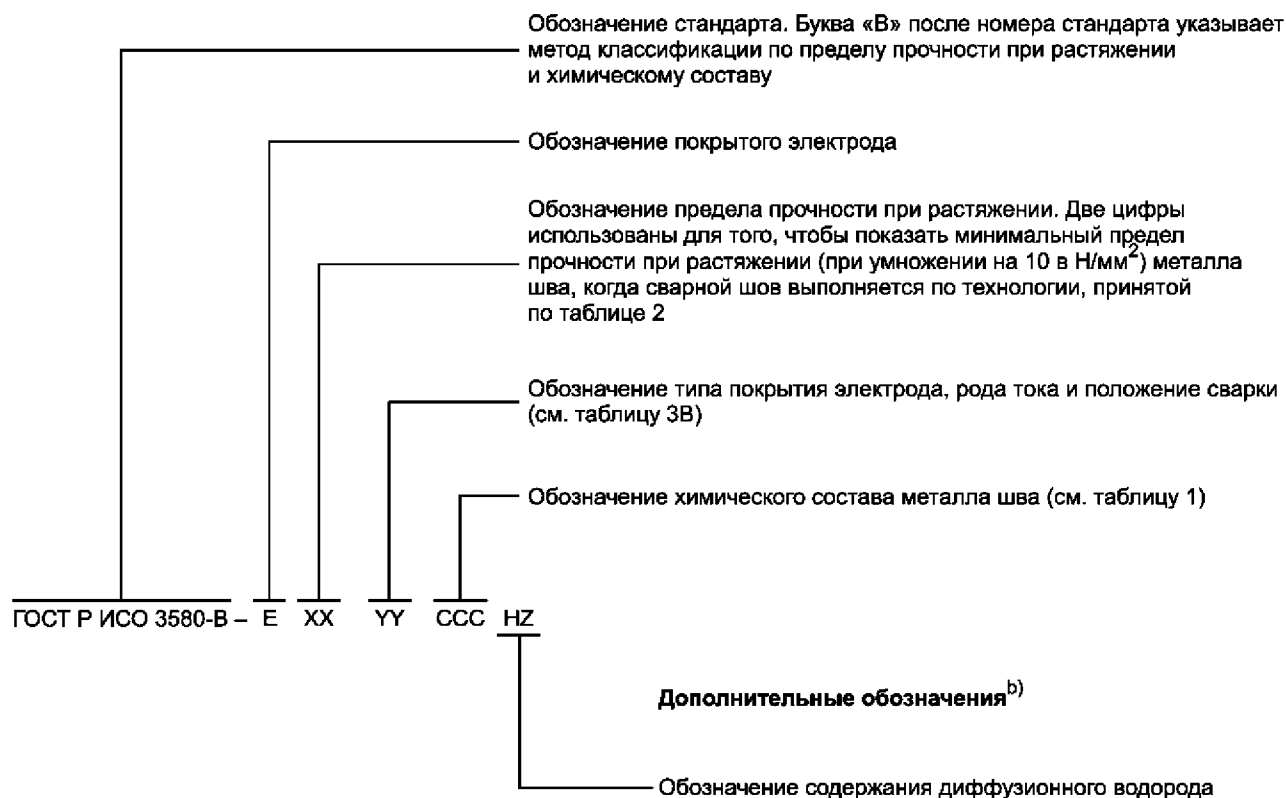 Обозначение стандарта. Буква «В» после номера стандарта указывает
метод классификации по пределу прочности при растяжении
и химическому составу
Обозначение покрытого электрода
Обозначение предела прочности при растяжении. Две цифры
использованы для того, чтобы показать минимальный предел
прочности при растяжении (при умножении на 10 в Н/мм²) металла
шва, когда сварной шов выполняется по технологии, принятой
по таблице 2
Обозначение типа покрытия электрода, рода тока и положение сварки
(см. таблицу 3В)
Обозначение химического состава металла шва (см. таблицу 1)
ГОСТ Р ИСО 3580-В – Е XX YY CCC HZ
Дополнительные обозначения b)
Обозначение содержания диффузионного водорода